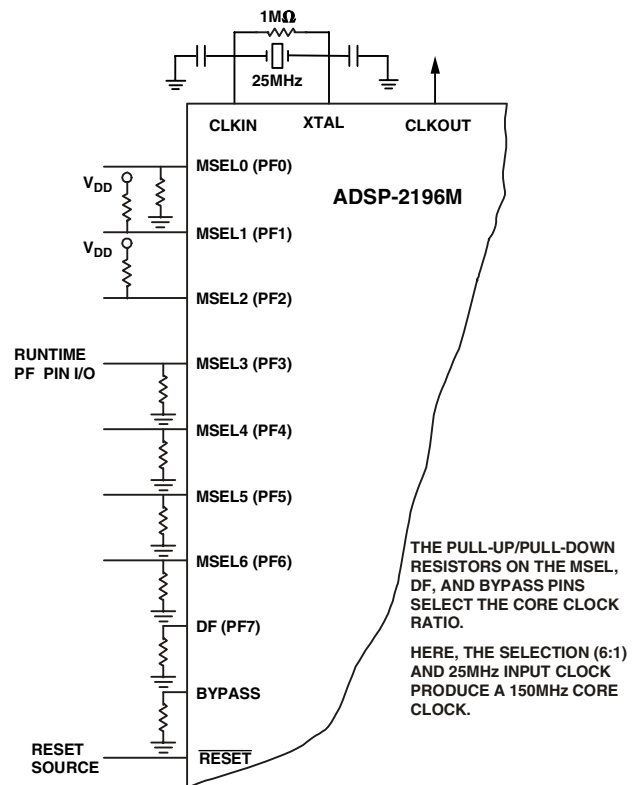 1MΩ
25MHz
CLKIN XTAL CLKOUT
MSEL0 (PF0)
VDD
ADSP-2196M
MSEL1 (PF1)
VDD
MSEL2 (PF2)
RUNTIME
PF PIN I/O
MSEL3 (PF3)
MSEL4 (PF4)
MSEL5 (PF5)
MSEL6 (PF6)
DF (PF7)
BYPASS
RESET
SOURCE
RESET
THE PULL-UP/PULL-DOWN
RESISTORS ON THE MSEL,
DF, AND BYPASS PINS
SELECT THE CORE CLOCK
RATIO.
HERE, THE SELECTION (6:1)
AND 25MHz INPUT CLOCK
PRODUCE A 150MHz CORE
CLOCK.